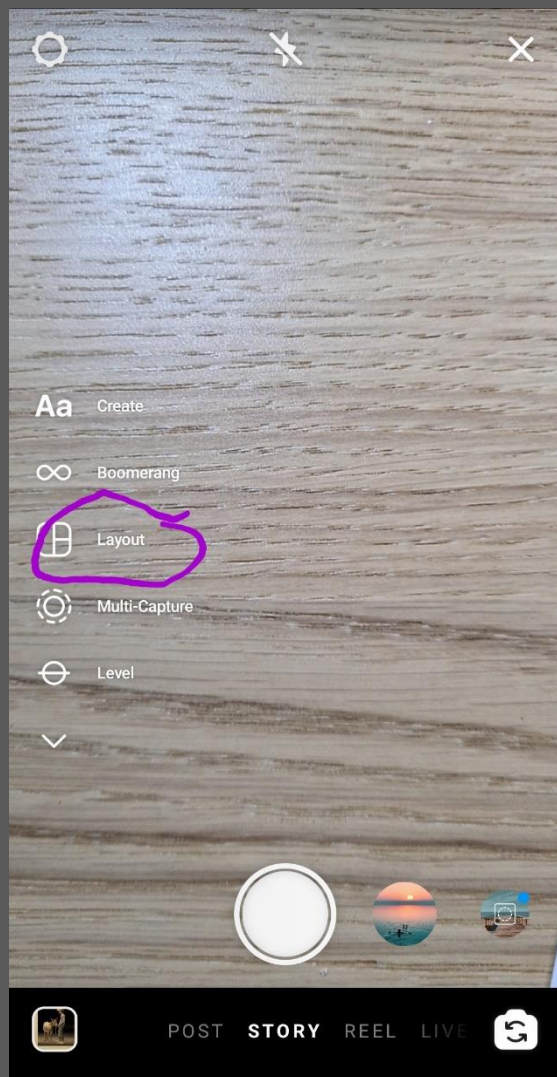 Aa Create
Boomerang
Layout
Multi-Capture
Level
POST STORY REEL LIVE